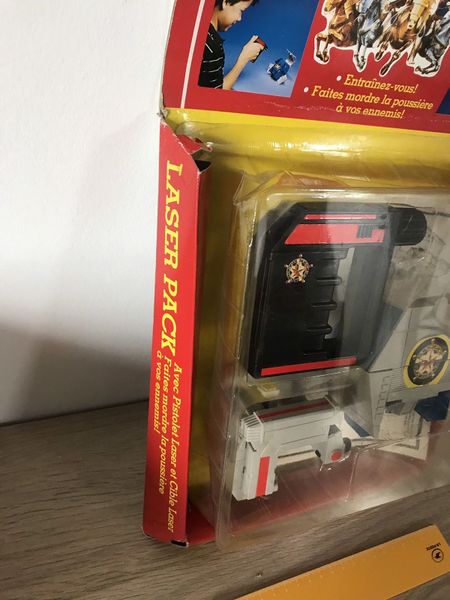 • Entraînez-vous!
• Faites mordre la poussière
à vos ennemis!
LASER PACK
Avec Pistolet Laser et Cible Laser
Faites mordre la poussière
à vos ennemis!